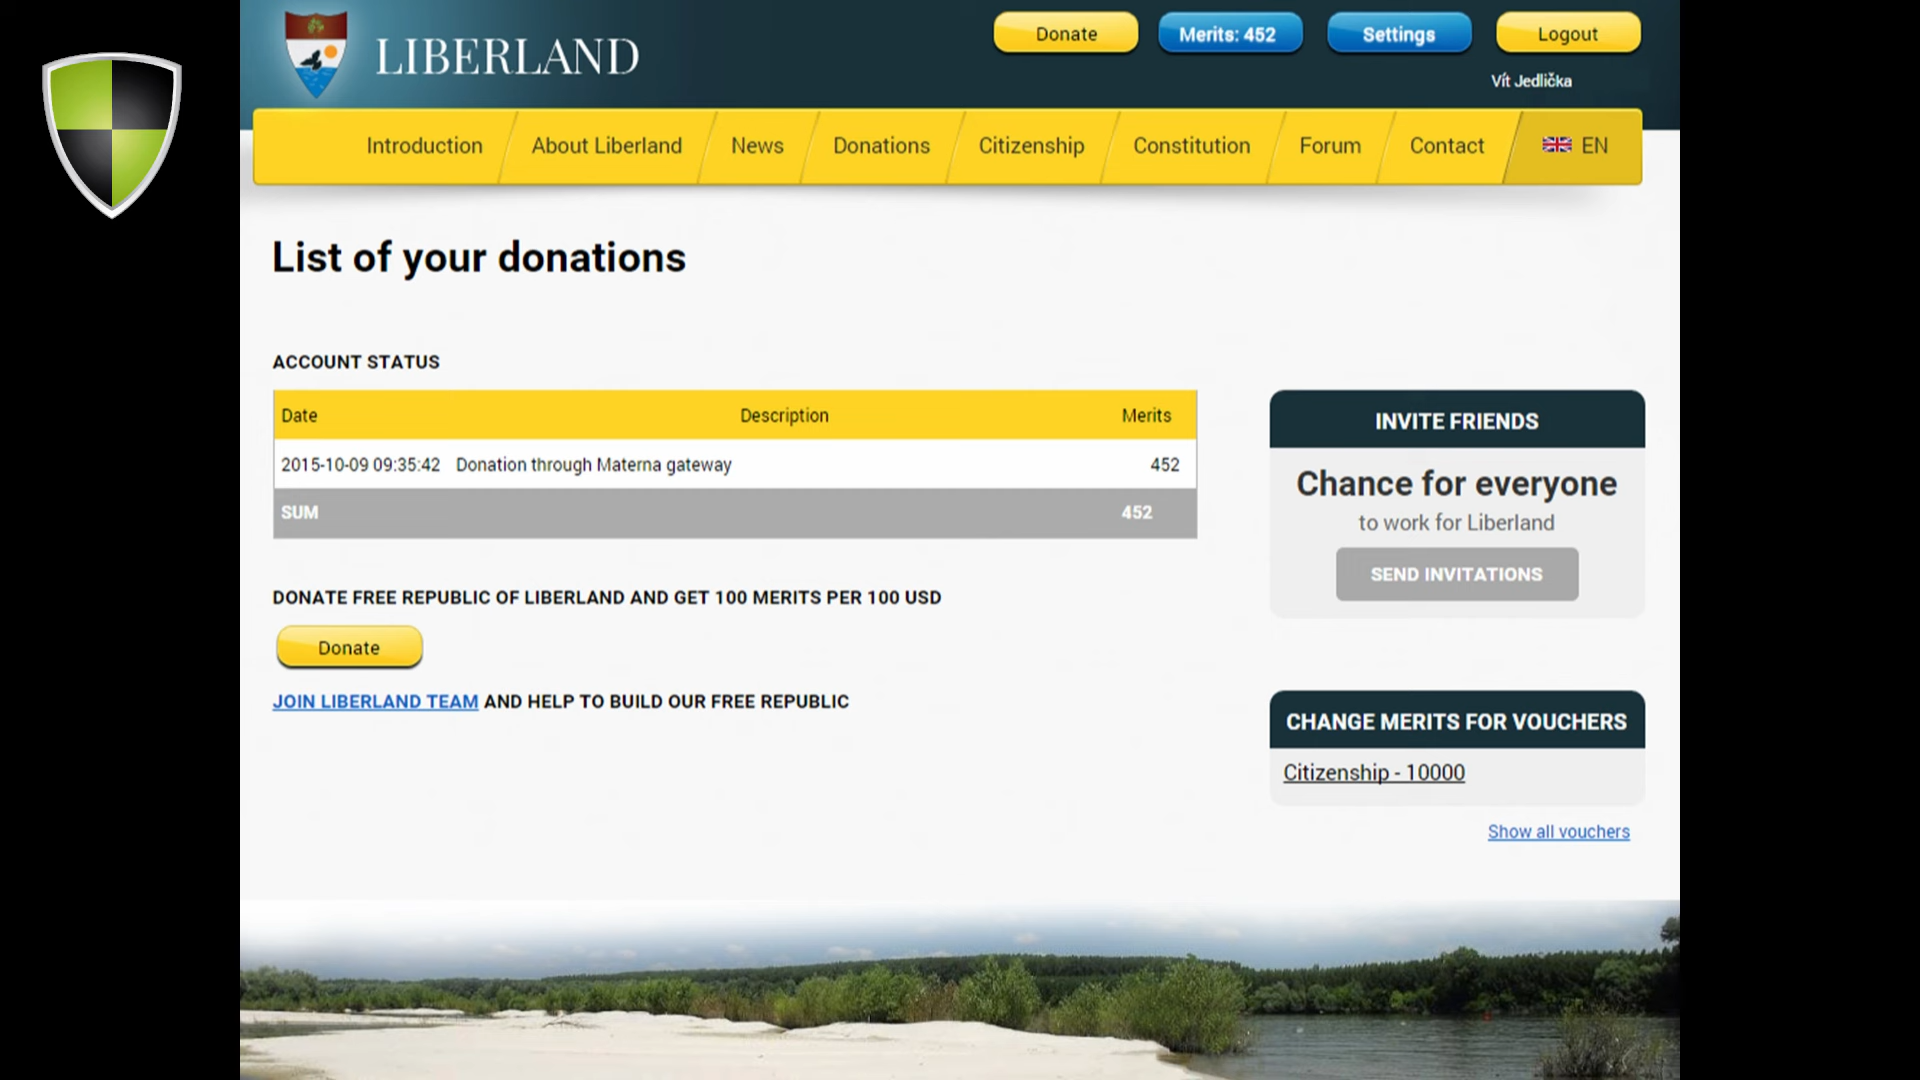 LIBERLAND
Donate
Merits: 452
Settings
Logout
Vít Jedlička
Introduction
About Liberland
News
Donations
Citizenship
Constitution
Forum
Contact
EN
List of your donations
ACCOUNT STATUS
Date Description Merits
2015-10-09 09:35:42 Donation through Materna gateway 452
SUM 452
DONATE FREE REPUBLIC OF LIBERLAND AND GET 100 MERITS PER 100 USD
Donate
JOIN LIBERLAND TEAM AND HELP TO BUILD OUR FREE REPUBLIC
INVITE FRIENDS
Chance for everyone
to work for Liberland
SEND INVITATIONS
CHANGE MERITS FOR VOUCHERS
Citizenship - 10000
Show all vouchers